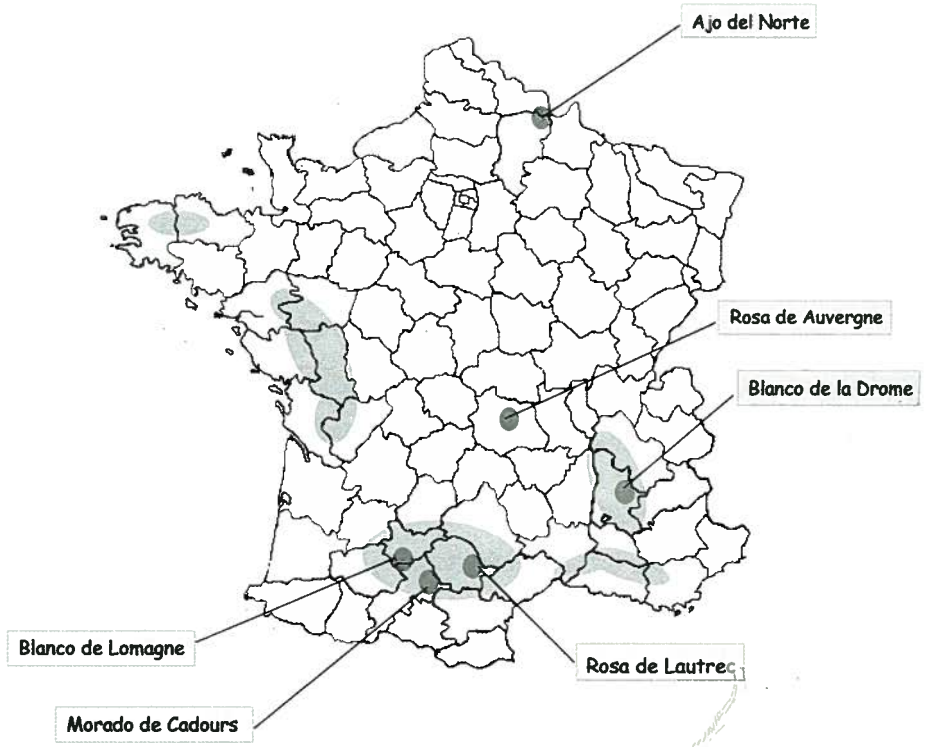 Ajo del Norte
Rosa de Auvergne
Blanco de la Drome
Blanco de Lomagne
Rosa de Lautrec
Morado de Cadours